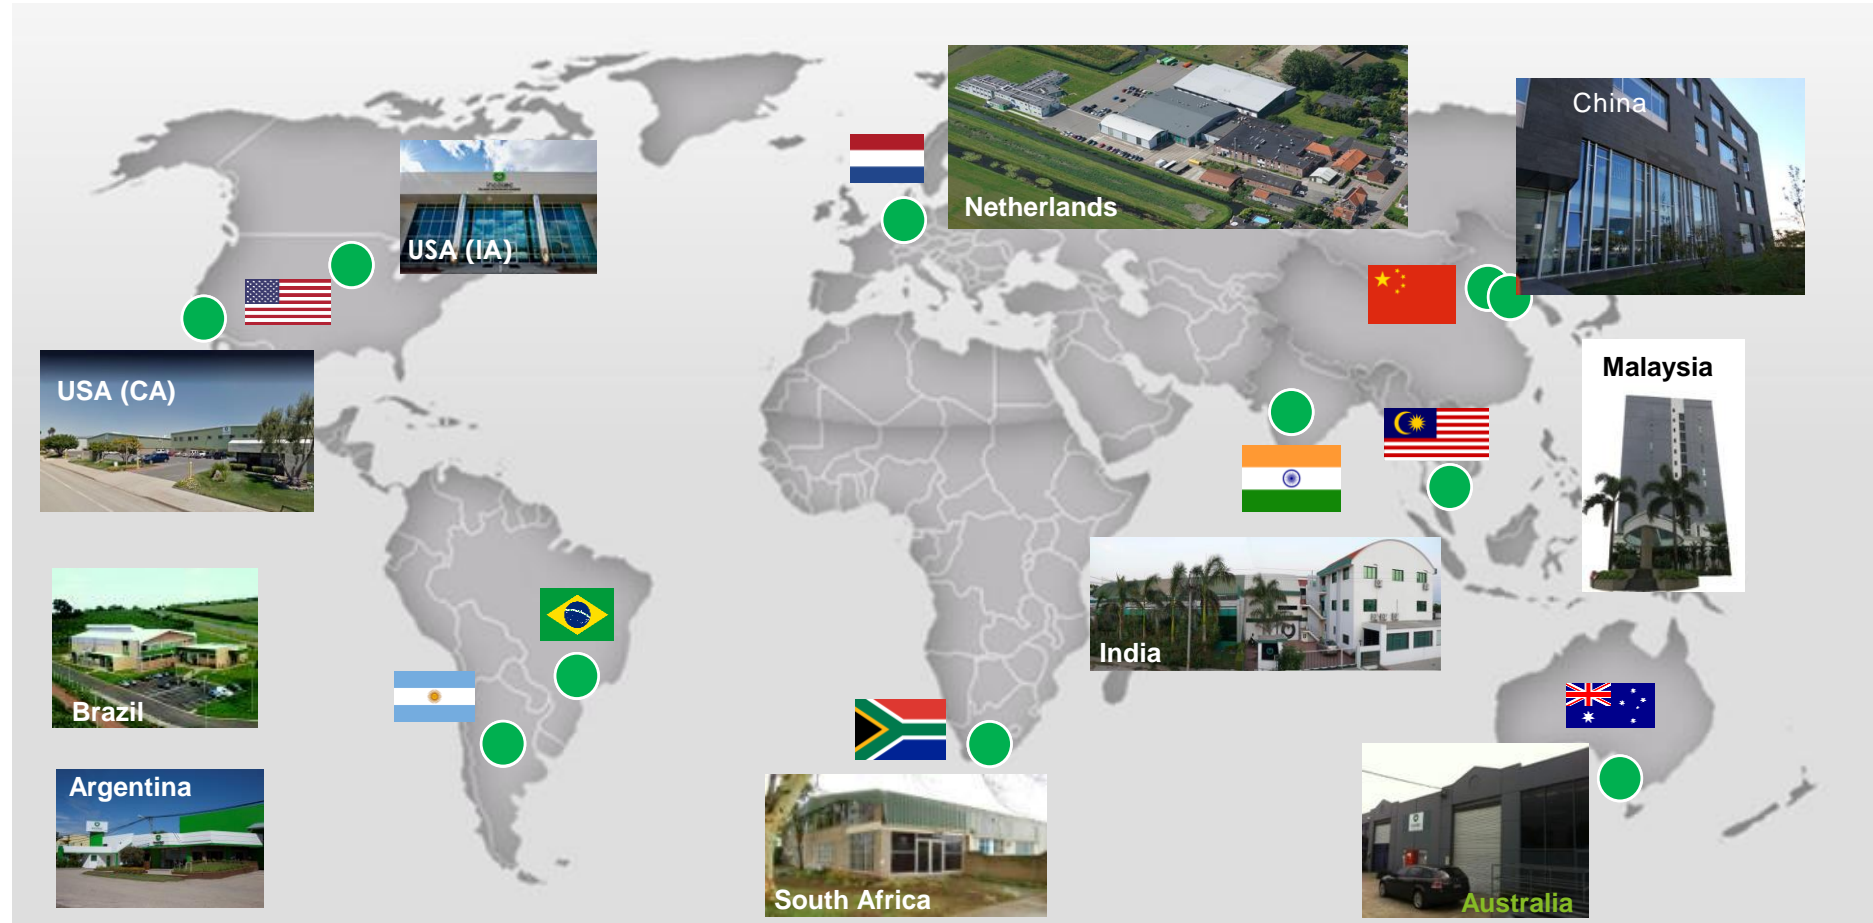 China
Netherlands
USA (IA)
Malaysia
USA (CA)
India
Brazil
Argentina
South Africa
Australia